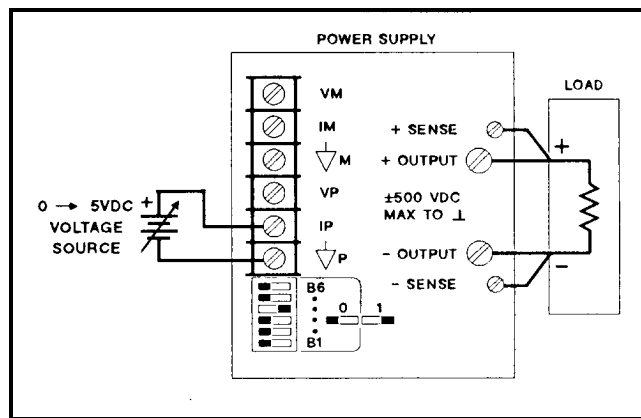 POWER SUPPLY
VM
IM
M
VP
IP
P
0 → 5VDC +
VOLTAGE
SOURCE
B6
B1
0 1
+ SENSE
+ OUTPUT
±500 VDC
MAX TO ⊥
- OUTPUT
- SENSE
LOAD
+
-